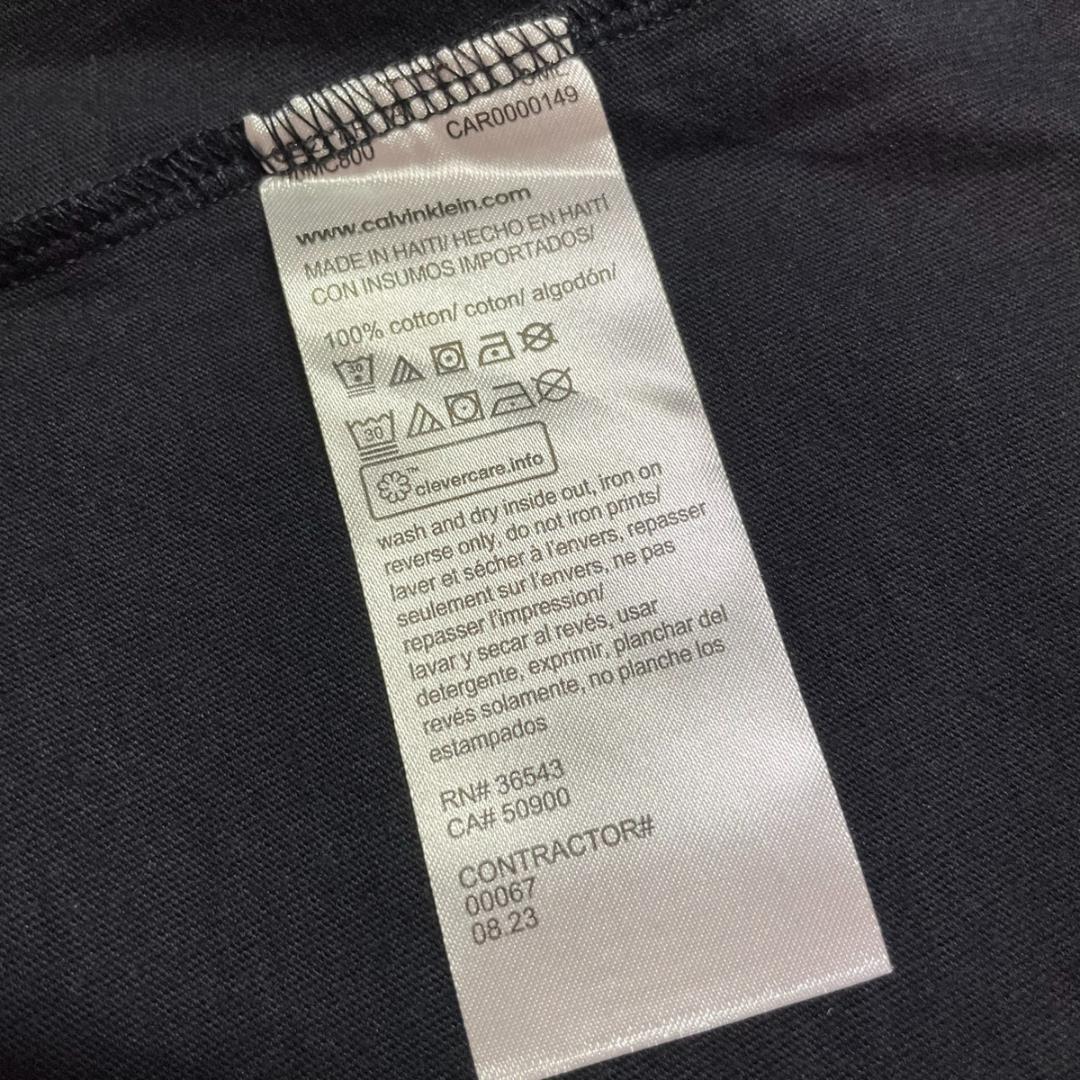 CAR0000149
www.calvinklein.com
MADE IN HAITI/ HECHO EN HAITÍ
CON INSUMOS IMPORTADOS/
100% cotton/ coton/ algodón/
30
30
clevercare.info
wash and dry inside out, iron on
reverse only, do not iron prints/
laver et sécher à l'envers, repasser
seulement sur l'envers, ne pas
repasser l'impression/
lavar y secar al revés, usar
detergente, exprimir, planchar del
revés solamente, no planche los
estampados
RN# 36543
CA# 50900
CONTRACTOR#
00067
08.23